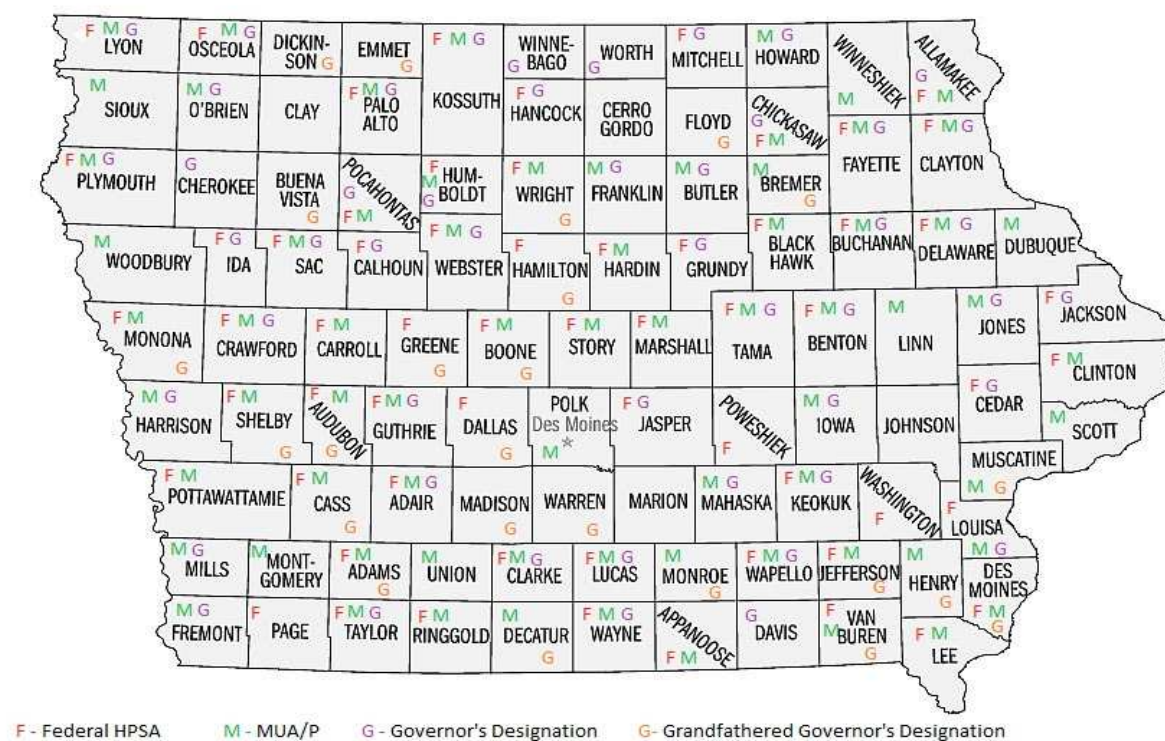 F M G
LYON
F M G
OSCEOLA
DICKIN-
SON G
EMMET
G
F M G
KOSSUTH
WINNE-
G BAGO
WORTH
G
F G
MITCHELL
M G
HOWARD
WINNESHIEK
M
ALLAMAKEE
G
F M
M
SIOUX
M G
O'BRIEN
CLAY
F M G
PALO
ALTO
F G
HANCOCK
CERRO
GORDO
FLOYD
G
CHICKASAW
G
F M
F M G
FAYETTE
F M G
CLAYTON
F M G
PLYMOUTH
G
CHEROKEE
BUENA
VISTA
G
POCAHONTAS
G
F M
F
HUM-
M
BOLDT
G
F M
WRIGHT
G
M G
FRANKLIN
M G
BUTLER
M
BREMER
G
M
WOODBURY
F G
IDA
F M G
SAC
F G
CALHOUN
F M G
WEBSTER
F
HAMILTON
G
F M
HARDIN
F G
GRUNDY
F M
BLACK
HAWK
F M G
BUCHANAN
F M G
DELAWARE
M
DUBUQUE
F M
MONONA
G
F M G
CRAWFORD
F M
CARROLL
F
GREENE
G
F M
BOONE
G
F M
STORY
F M
MARSHALL
F M G
TAMA
F M G
BENTON
M
LINN
M G
JONES
F G
JACKSON
F M
CLINTON
M G
HARRISON
F M
SHELBY
G
F M
AUDUBON
G
F M G
GUTHRIE
F
DALLAS
G
POLK
Des Moines
M
F G
JASPER
POWESHIEK
F
M G
IOWA
JOHNSON
F G
CEDAR
M
SCOTT
MUSCATINE
M G
F M
POTTAWATTAMIE
F M
CASS
G
F M G
ADAIR
MADISON
G
WARREN
G
MARION
M G
MAHASKA
F M G
KEOKUK
WASHINGTON
F
F
LOUISA
M G
M G
MILLS
M
MONT-
GOMERY
F M
ADAMS
G
M
UNION
F M G
CLARKE
F M G
LUCAS
M
MONROE
G
F M G
WAPELLO
F M
JEFFERSON
G
M
HENRY
G
DES
MOINES
F M
G
M G
FREMONT
F
PAGE
F M G
TAYLOR
F M
RINGGOLD
M
DECATUR
G
F M G
WAYNE
APPANOOSE
F M
G
DAVIS
F
VAN
M
BUREN
G
F M
LEE
F - Federal HPSA M - MUA/P G - Governor's Designation G- Grandfathered Governor's Designation